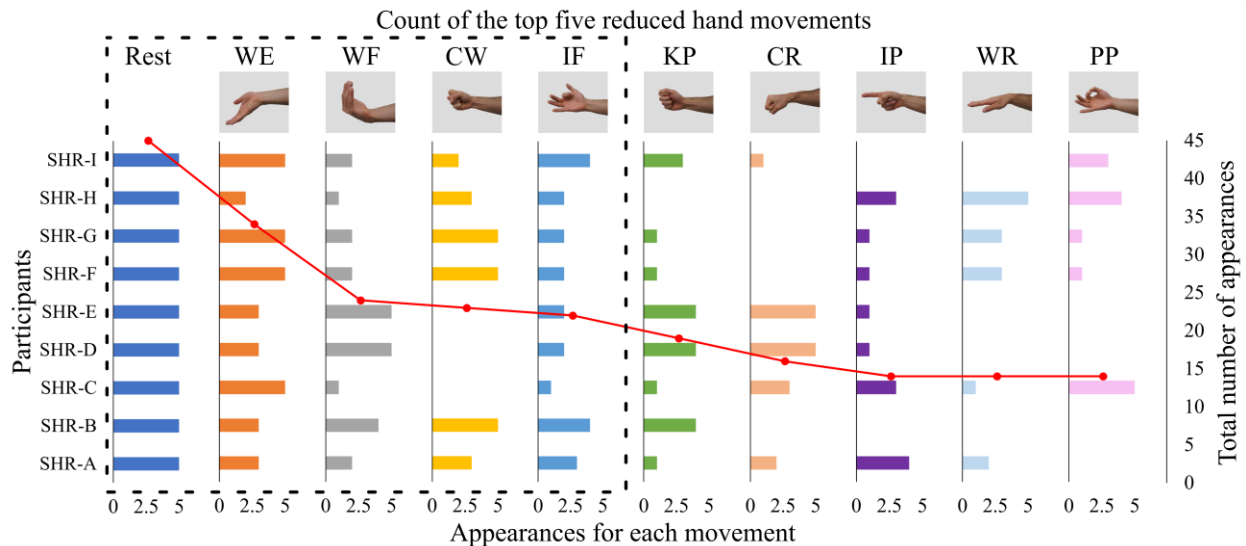 Count of the top five reduced hand movements
Rest WE WF CW IF KP CR IP WR PP
Participants
SHR-I
SHR-H
SHR-G
SHR-F
SHR-E
SHR-D
SHR-C
SHR-B
SHR-A
45
40
35
30
25
20
15
10
5
0
Total number of appearances
0 2.5 5 0 2.5 5 0 2.5 5 0 2.5 5 0 2.5 5 0 2.5 5 0 2.5 5 0 2.5 5 0 2.5 5 0 2.5 5
Appearances for each movement